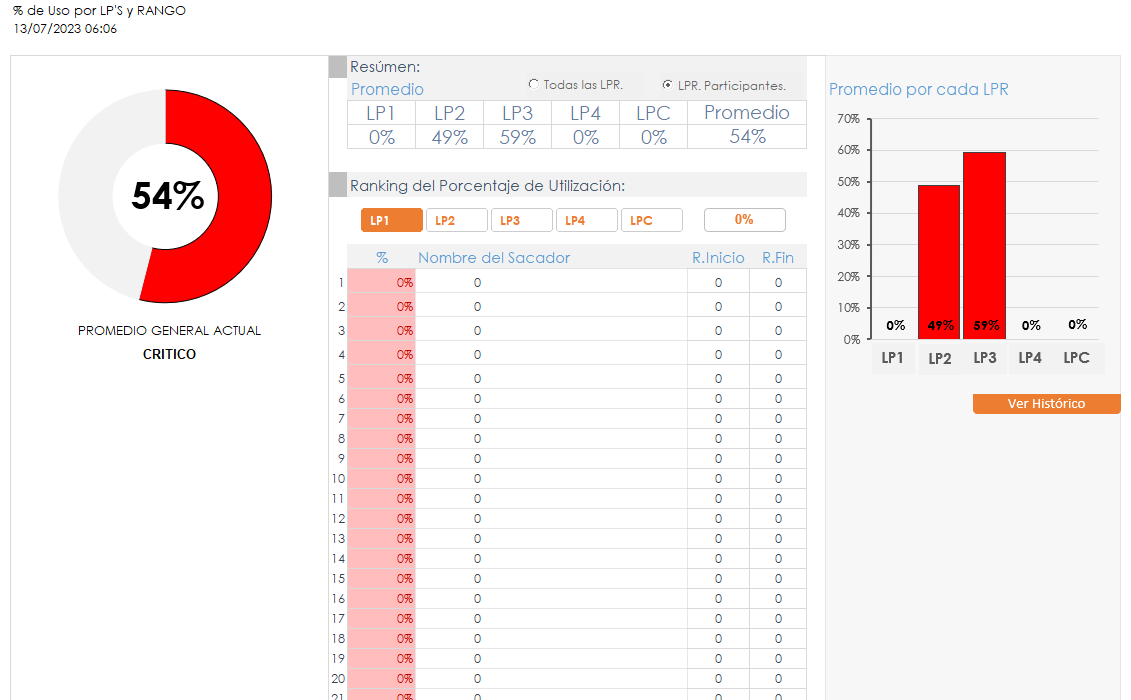 % de Uso por LP'S y RANGO
13/07/2023 06:06
54%
PROMEDIO GENERAL ACTUAL
CRITICO
Resúmen:
Promedio
Todas las LPR.
LPR. Participantes.
LP1 LP2 LP3 LP4 LPC Promedio
0% 49% 59% 0% 0% 54%
Ranking del Porcentaje de Utilización:
LP1 LP2 LP3 LP4 LPC 0%
% Nombre del Sacador R.Inicio R.Fin
1 0% 0 0 0
2 0% 0 0 0
3 0% 0 0 0
4 0% 0 0 0
5 0% 0 0 0
6 0% 0 0 0
7 0% 0 0 0
8 0% 0 0 0
9 0% 0 0 0
10 0% 0 0 0
11 0% 0 0 0
12 0% 0 0 0
13 0% 0 0 0
14 0% 0 0 0
15 0% 0 0 0
16 0% 0 0 0
17 0% 0 0 0
18 0% 0 0 0
19 0% 0 0 0
20 0% 0 0 0
21 0% 0 0 0
Promedio por cada LPR
70%
60%
50%
40%
30%
20%
10%
0%
0% 49% 59% 0% 0%
LP1 LP2 LP3 LP4 LPC
Ver Histórico